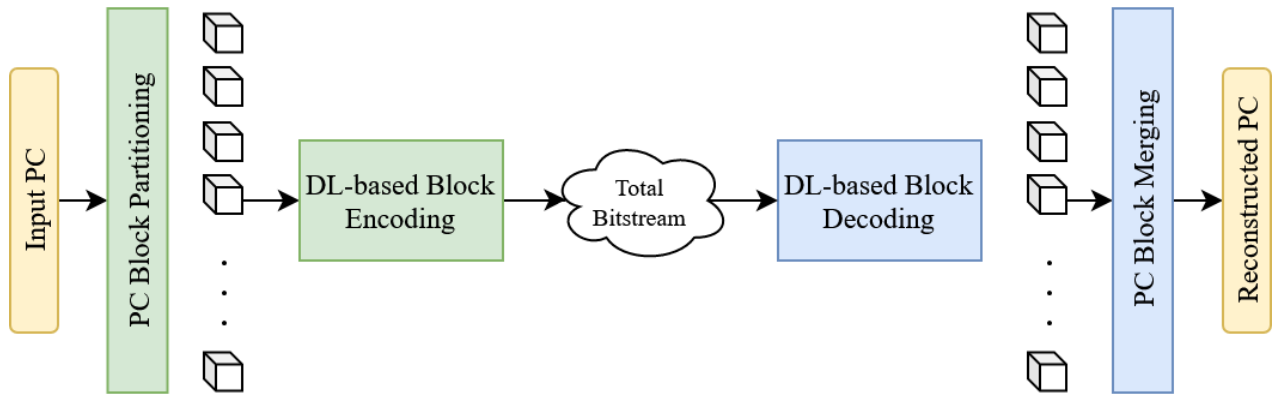 Input PC
PC Block Partitioning
DL-based Block
Encoding
Total
Bitstream
DL-based Block
Decoding
PC Block Merging
Reconstructed PC